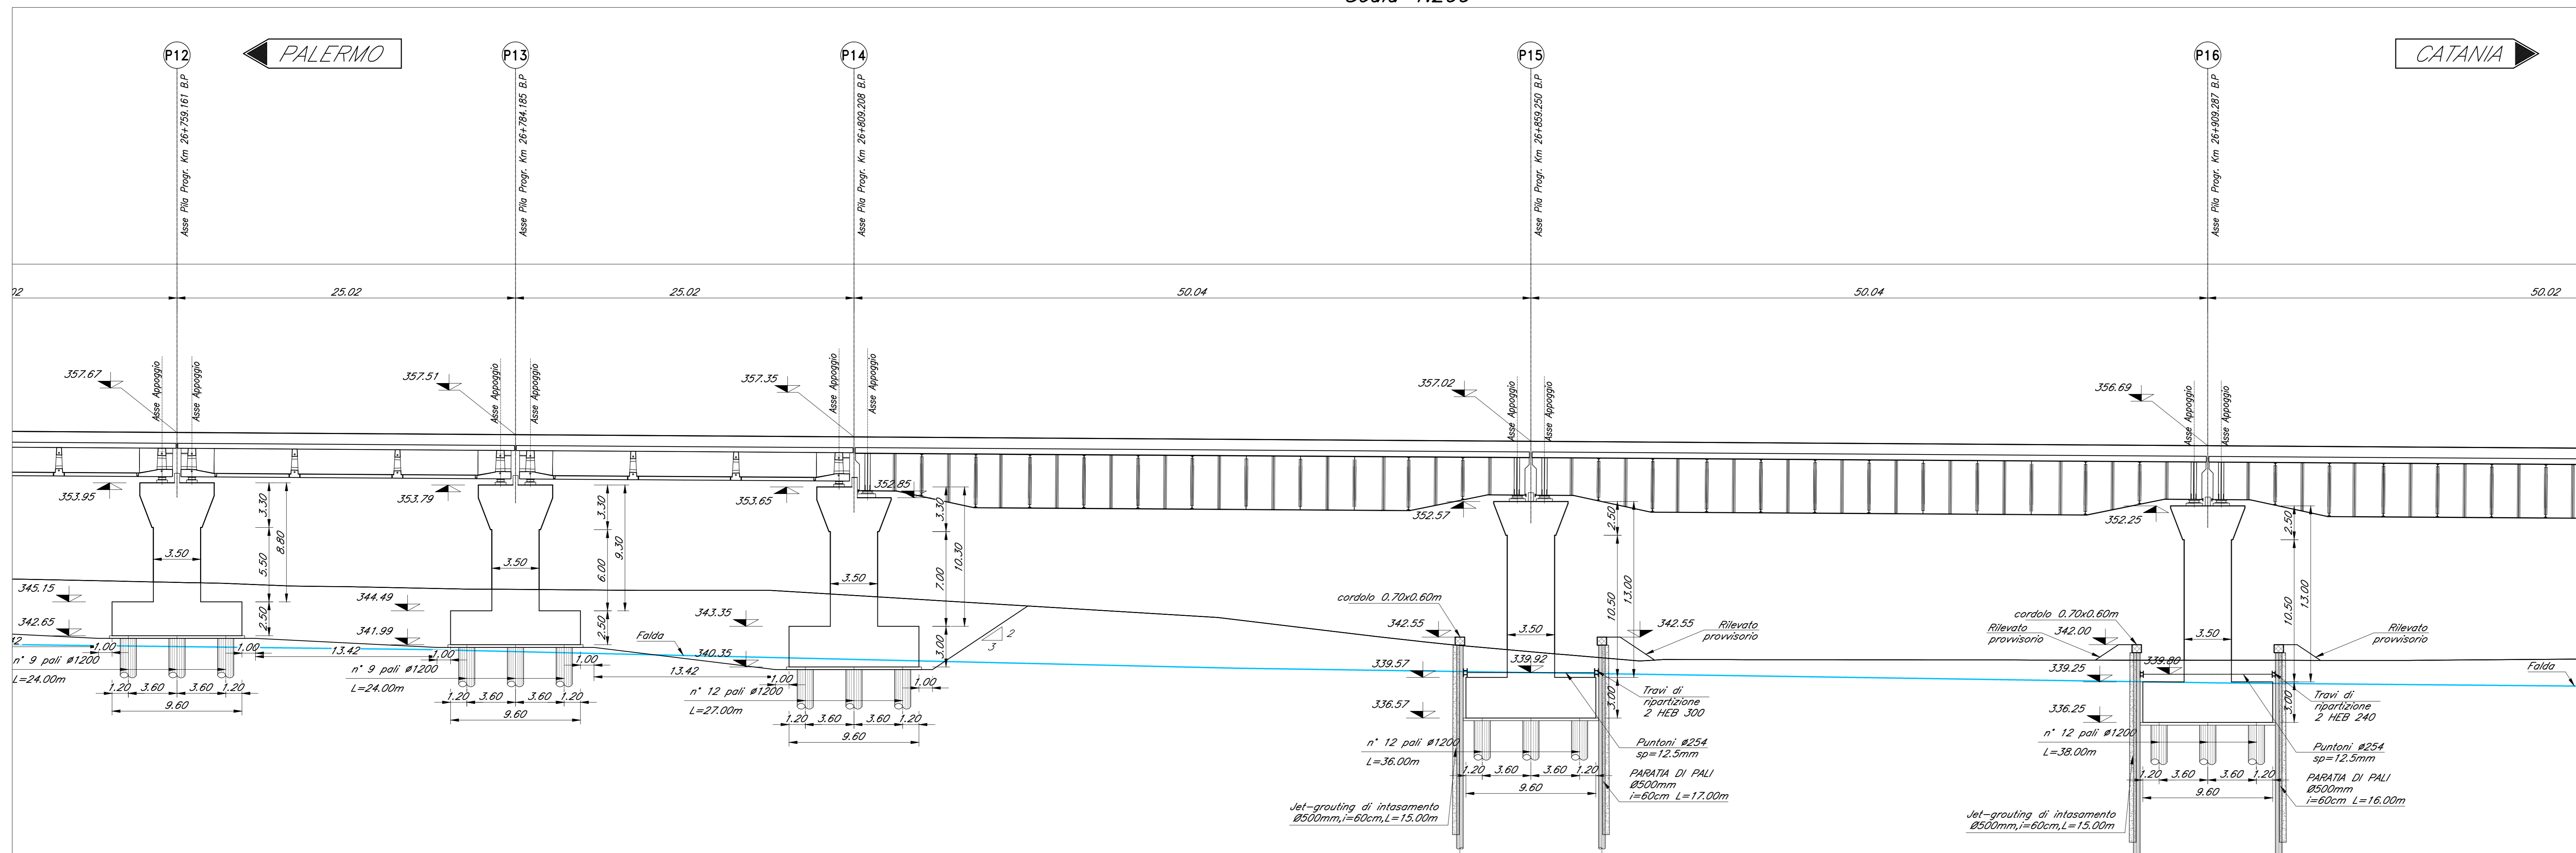 P12
PALERMO
P13
P14
P15
P16
CATANIA
Asse Pila Progr. Km 26+759.161 B.P
Asse Pila Progr. Km 26+784.185 B.P
Asse Pila Progr. Km 26+809.208 B.P
Asse Pila Progr. Km 26+859.250 B.P
Asse Pila Progr. Km 26+909.287 B.P
25.02
25.02
50.04
50.04
50.02
357.67
Asse Appoggio
Asse Appoggio
357.51
Asse Appoggio
Asse Appoggio
357.35
Asse Appoggio
Asse Appoggio
357.02
Asse Appoggio
Asse Appoggio
356.69
Asse Appoggio
Asse Appoggio
353.95
3.30
8.80
5.50
3.50
345.15
2.50
342.65
1.00
1.00
n° 9 pali ø1200
L=24.00m
1.20
3.60
3.60
1.20
9.60
13.42
353.79
3.30
9.30
6.00
3.50
344.49
2.50
341.99
1.00
1.00
n° 9 pali ø1200
L=24.00m
1.20
3.60
3.60
1.20
9.60
Falda
13.42
353.65
352.85
3.30
10.30
7.00
3.50
343.35
3.00
340.35
1.00
1.00
2
3
n° 12 pali ø1200
L=27.00m
1.20
3.60
3.60
1.20
9.60
352.57
2.50
13.00
10.50
3.50
cordolo 0.70x0.60m
342.55
342.55
Rilevato
provvisorio
339.57
339.92
3.00
336.57
Travi di
ripartizione
2 HEB 300
n° 12 pali ø1200
L=36.00m
Puntoni ø254
sp=12.5mm
1.20
3.60
3.60
1.20
9.60
PARATIA DI PALI
Ø500mm
i=60cm L=17.00m
Jet-grouting di intasamento
Ø500mm,i=60cm,L=15.00m
352.25
2.50
13.00
10.50
3.50
cordolo 0.70x0.60m
Rilevato
provvisorio
342.00
Rilevato
provvisorio
339.25
339.80
Falda
3.00
336.25
Travi di
ripartizione
2 HEB 240
n° 12 pali ø1200
L=38.00m
Puntoni ø254
sp=12.5mm
1.20
3.60
3.60
1.20
9.60
PARATIA DI PALI
Ø500mm
i=60cm L=16.00m
Jet-grouting di intasamento
Ø500mm,i=60cm,L=15.00m